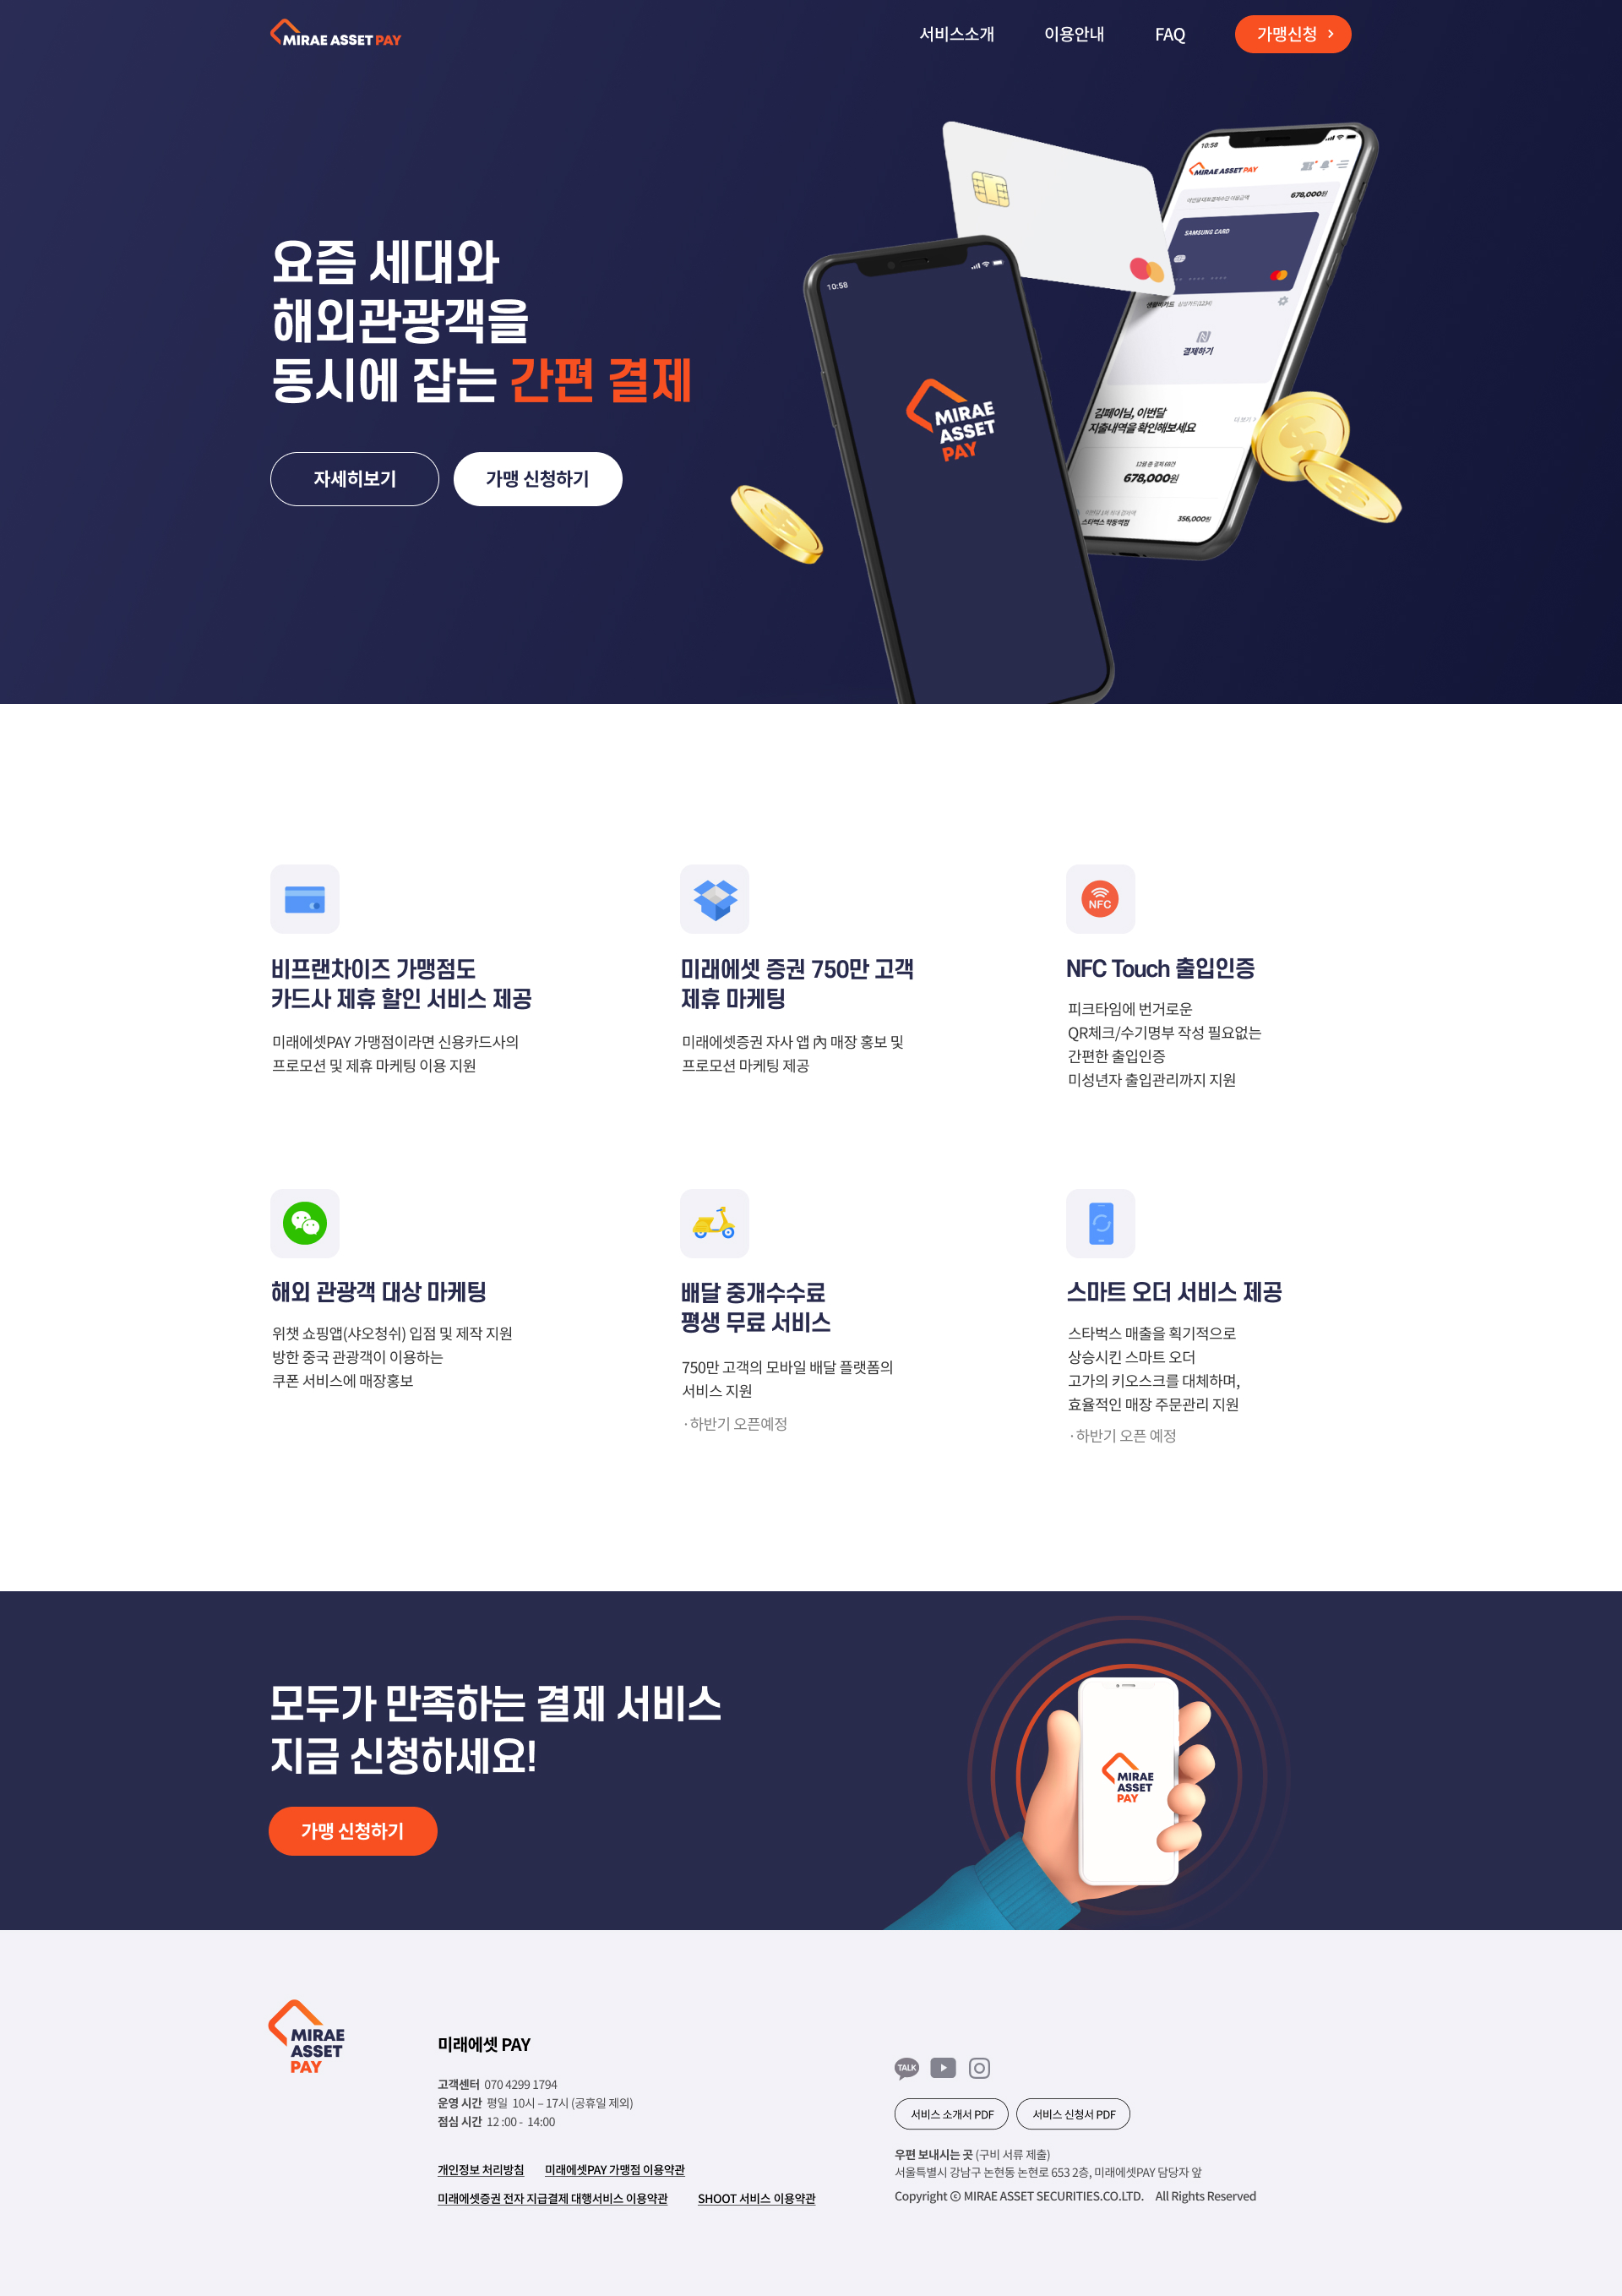 MIRAE ASSET PAY
서비스소개
이용안내
FAQ
가맹신청
요즘 세대와
해외관광객을
동시에 잡는 간편 결제
자세히보기
가맹 신청하기
10:58
MIRAE ASSET PAY
678,000원
SAMSUNG CARD
결제하기
김페이님, 이번달
지출내역을 확인해보세요
더 보기
12월 총 결제 68건
678,000원
스타벅스 작동역점
356,000원
10:58
MIRAE
ASSET
PAY
비프랜차이즈 가맹점도
카드사 제휴 할인 서비스 제공
미래에셋PAY 가맹점이라면 신용카드사의
프로모션 및 제휴 마케팅 이용 지원
미래에셋 증권 750만 고객
제휴 마케팅
미래에셋증권 자사 앱 內 매장 홍보 및
프로모션 마케팅 제공
NFC
NFC Touch 출입인증
피크타임에 번거로운
QR체크/수기명부 작성 필요없는
간편한 출입인증
미성년자 출입관리까지 지원
해외 관광객 대상 마케팅
위챗 쇼핑앱(샤오청쉬) 입점 및 제작 지원
방한 중국 관광객이 이용하는
쿠폰 서비스에 매장홍보
배달 중개수수료
평생 무료 서비스
750만 고객의 모바일 배달 플랫폼의
서비스 지원
·하반기 오픈예정
스마트 오더 서비스 제공
스타벅스 매출을 획기적으로
상승시킨 스마트 오더
고가의 키오스크를 대체하며,
효율적인 매장 주문관리 지원
·하반기 오픈 예정
모두가 만족하는 결제 서비스
지금 신청하세요!
가맹 신청하기
MIRAE
ASSET
PAY
MIRAE
ASSET
PAY
미래에셋 PAY
고객센터 070 4299 1794
운영 시간 평일 10시 – 17시 (공휴일 제외)
점심 시간 12 :00 - 14:00
개인정보 처리방침
미래에셋PAY 가맹점 이용약관
미래에셋증권 전자 지급결제 대행서비스 이용약관
SHOOT 서비스 이용약관
TALK
서비스 소개서 PDF
서비스 신청서 PDF
우편 보내시는 곳 (구비 서류 제출)
서울특별시 강남구 논현동 논현로 653 2층, 미래에셋PAY 담당자 앞
Copyright ⓒ MIRAE ASSET SECURITIES.CO.LTD. All Rights Reserved